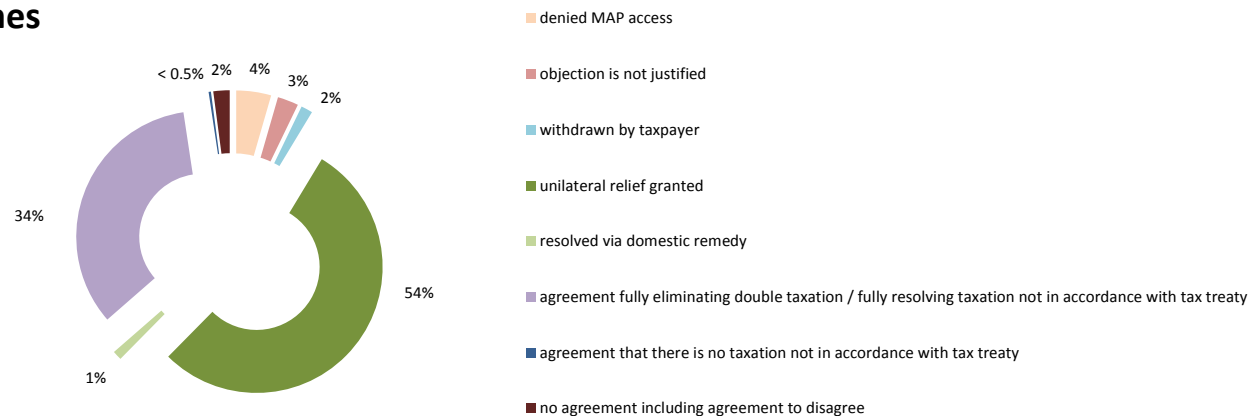 nes
< 0.5% 2% 4% 3% 2%
34%
54%
1%
denied MAP access
objection is not justified
withdrawn by taxpayer
unilateral relief granted
resolved via domestic remedy
agreement fully eliminating double taxation / fully resolving taxation not in accordance with tax treaty
agreement that there is no taxation not in accordance with tax treaty
no agreement including agreement to disagree